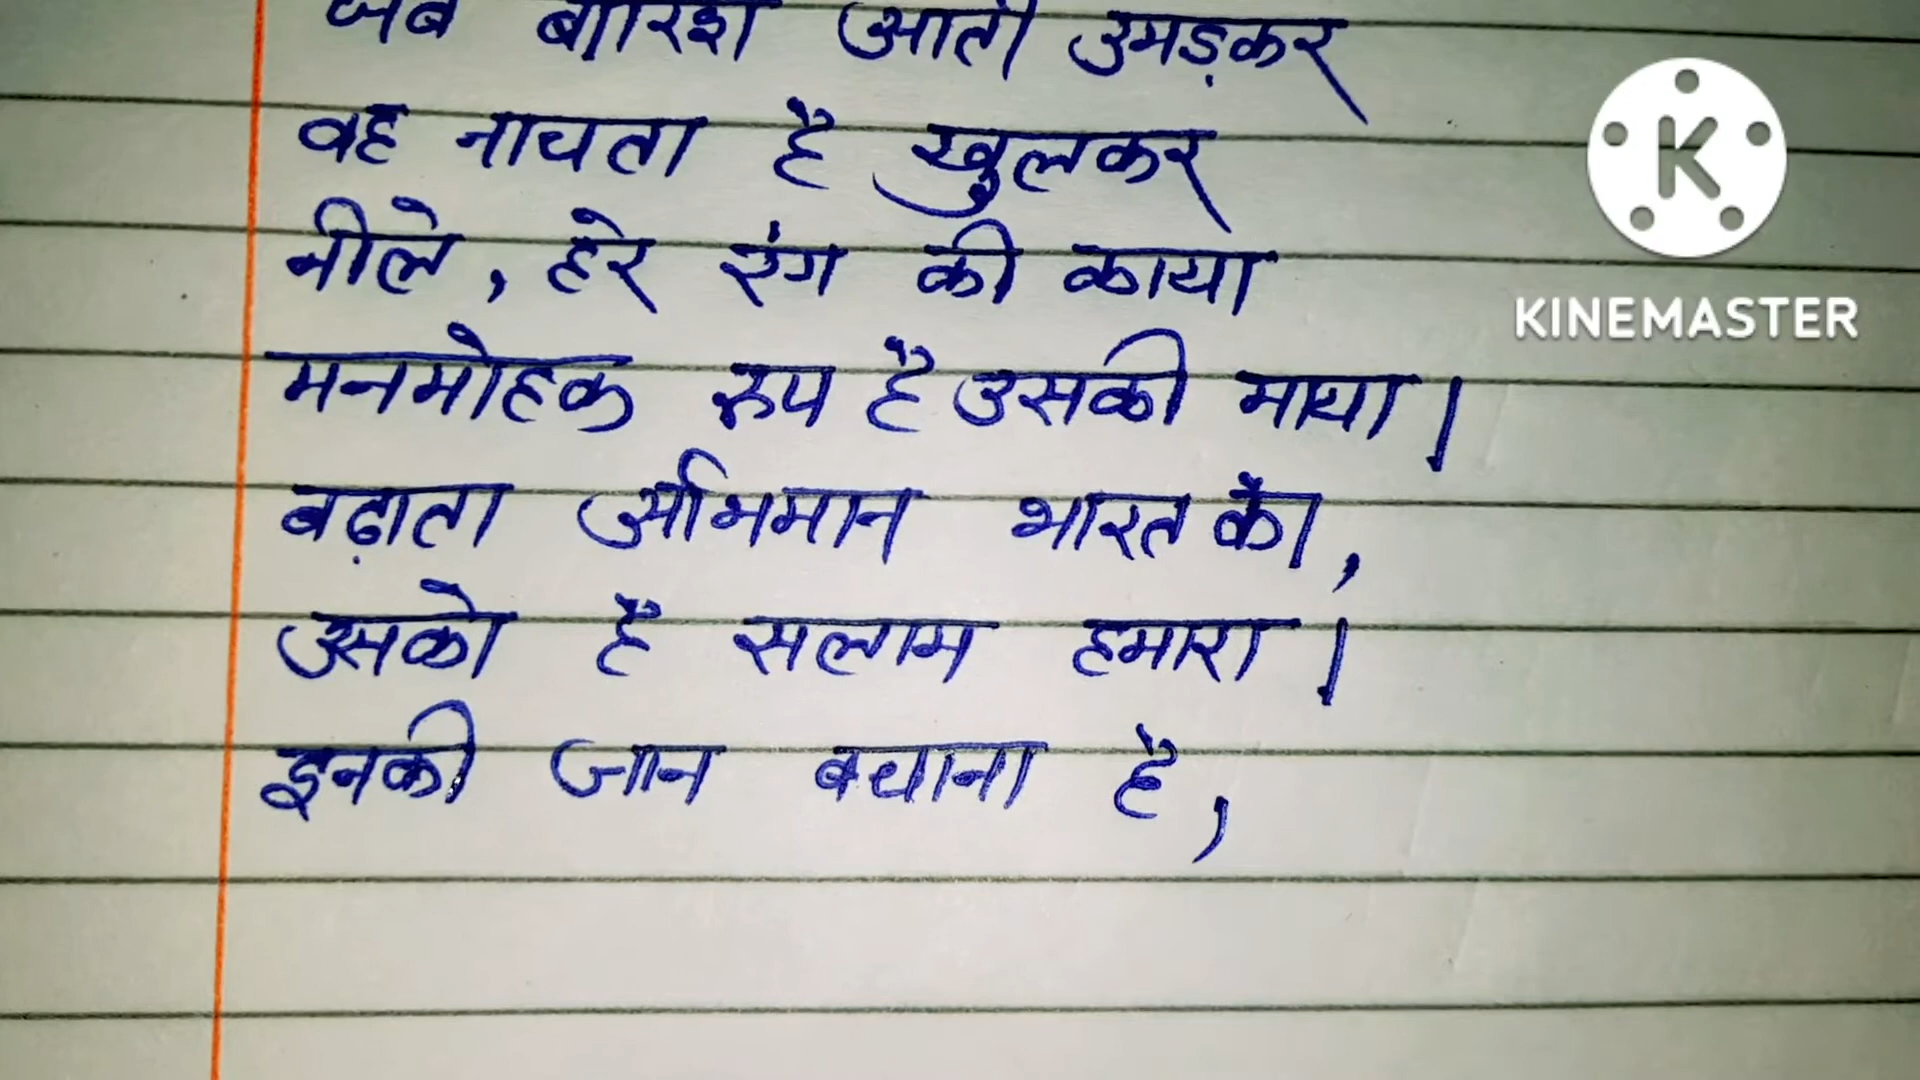 जब बारिश आती उमड़कर
वह नाचता है खुलकर
नीले, हरे रंग की काया
मनमोहक रूप है उसकी माया।
बढ़ाता अभिमान भारत का,
उसको है सलाम हमारा।
इनकी जान बचाना है,
KINEMASTER